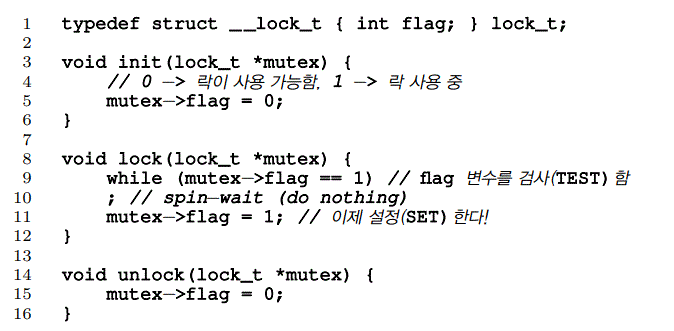 1 typedef struct __lock_t { int flag; } lock_t;
2
3 void init(lock_t *mutex) {
4 // 0 -> 락이 사용 가능함, 1 -> 락 사용 중
5 mutex->flag = 0;
6 }
7
8 void lock(lock_t *mutex) {
9 while (mutex->flag == 1) // flag 변수를 검사(TEST) 함
10 ; // spin-wait (do nothing)
11 mutex->flag = 1; // 이제 설정(SET) 한다!
12 }
13
14 void unlock(lock_t *mutex) {
15 mutex->flag = 0;
16 }